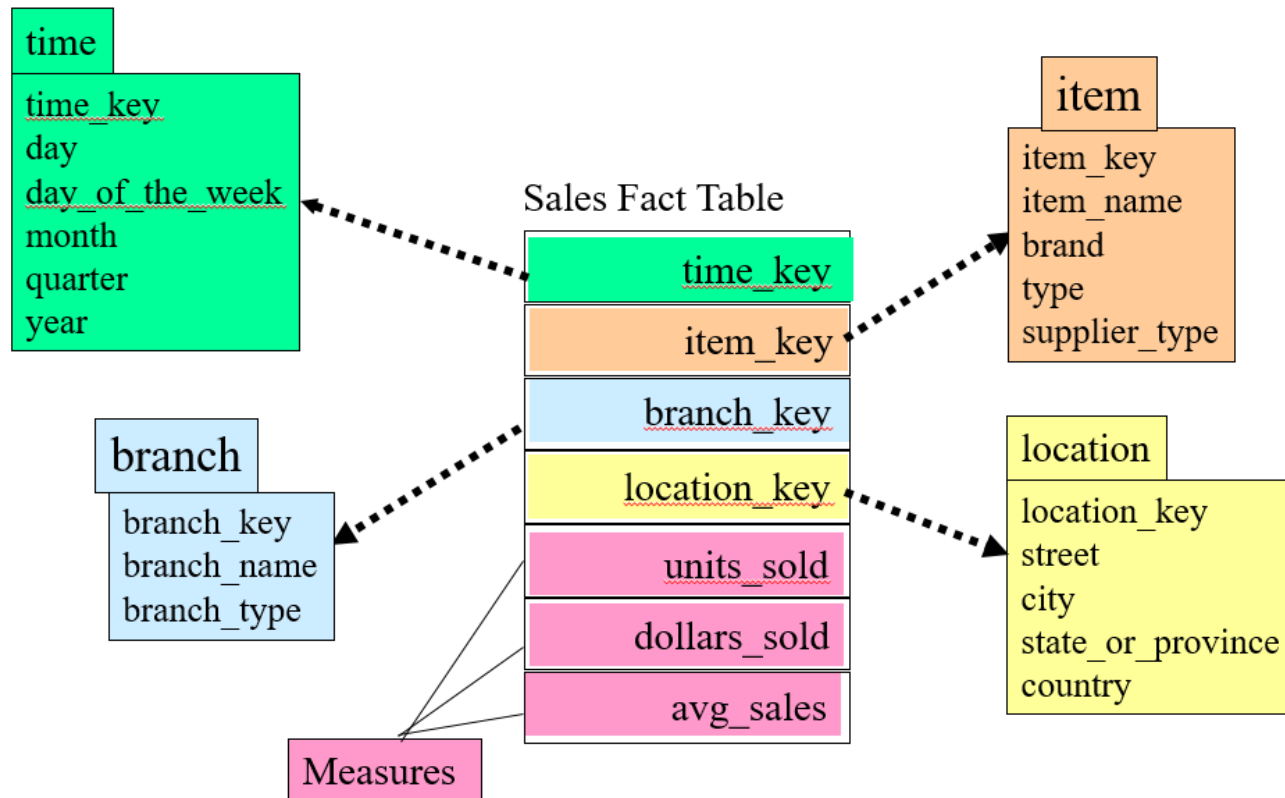 time
time_key
day
day_of_the_week
month
quarter
year
item
item_key
item_name
brand
type
supplier_type
Sales Fact Table
time_key
item_key
branch_key
location_key
units_sold
dollars_sold
avg_sales
Measures
branch
branch_key
branch_name
branch_type
location
location_key
street
city
state_or_province
country